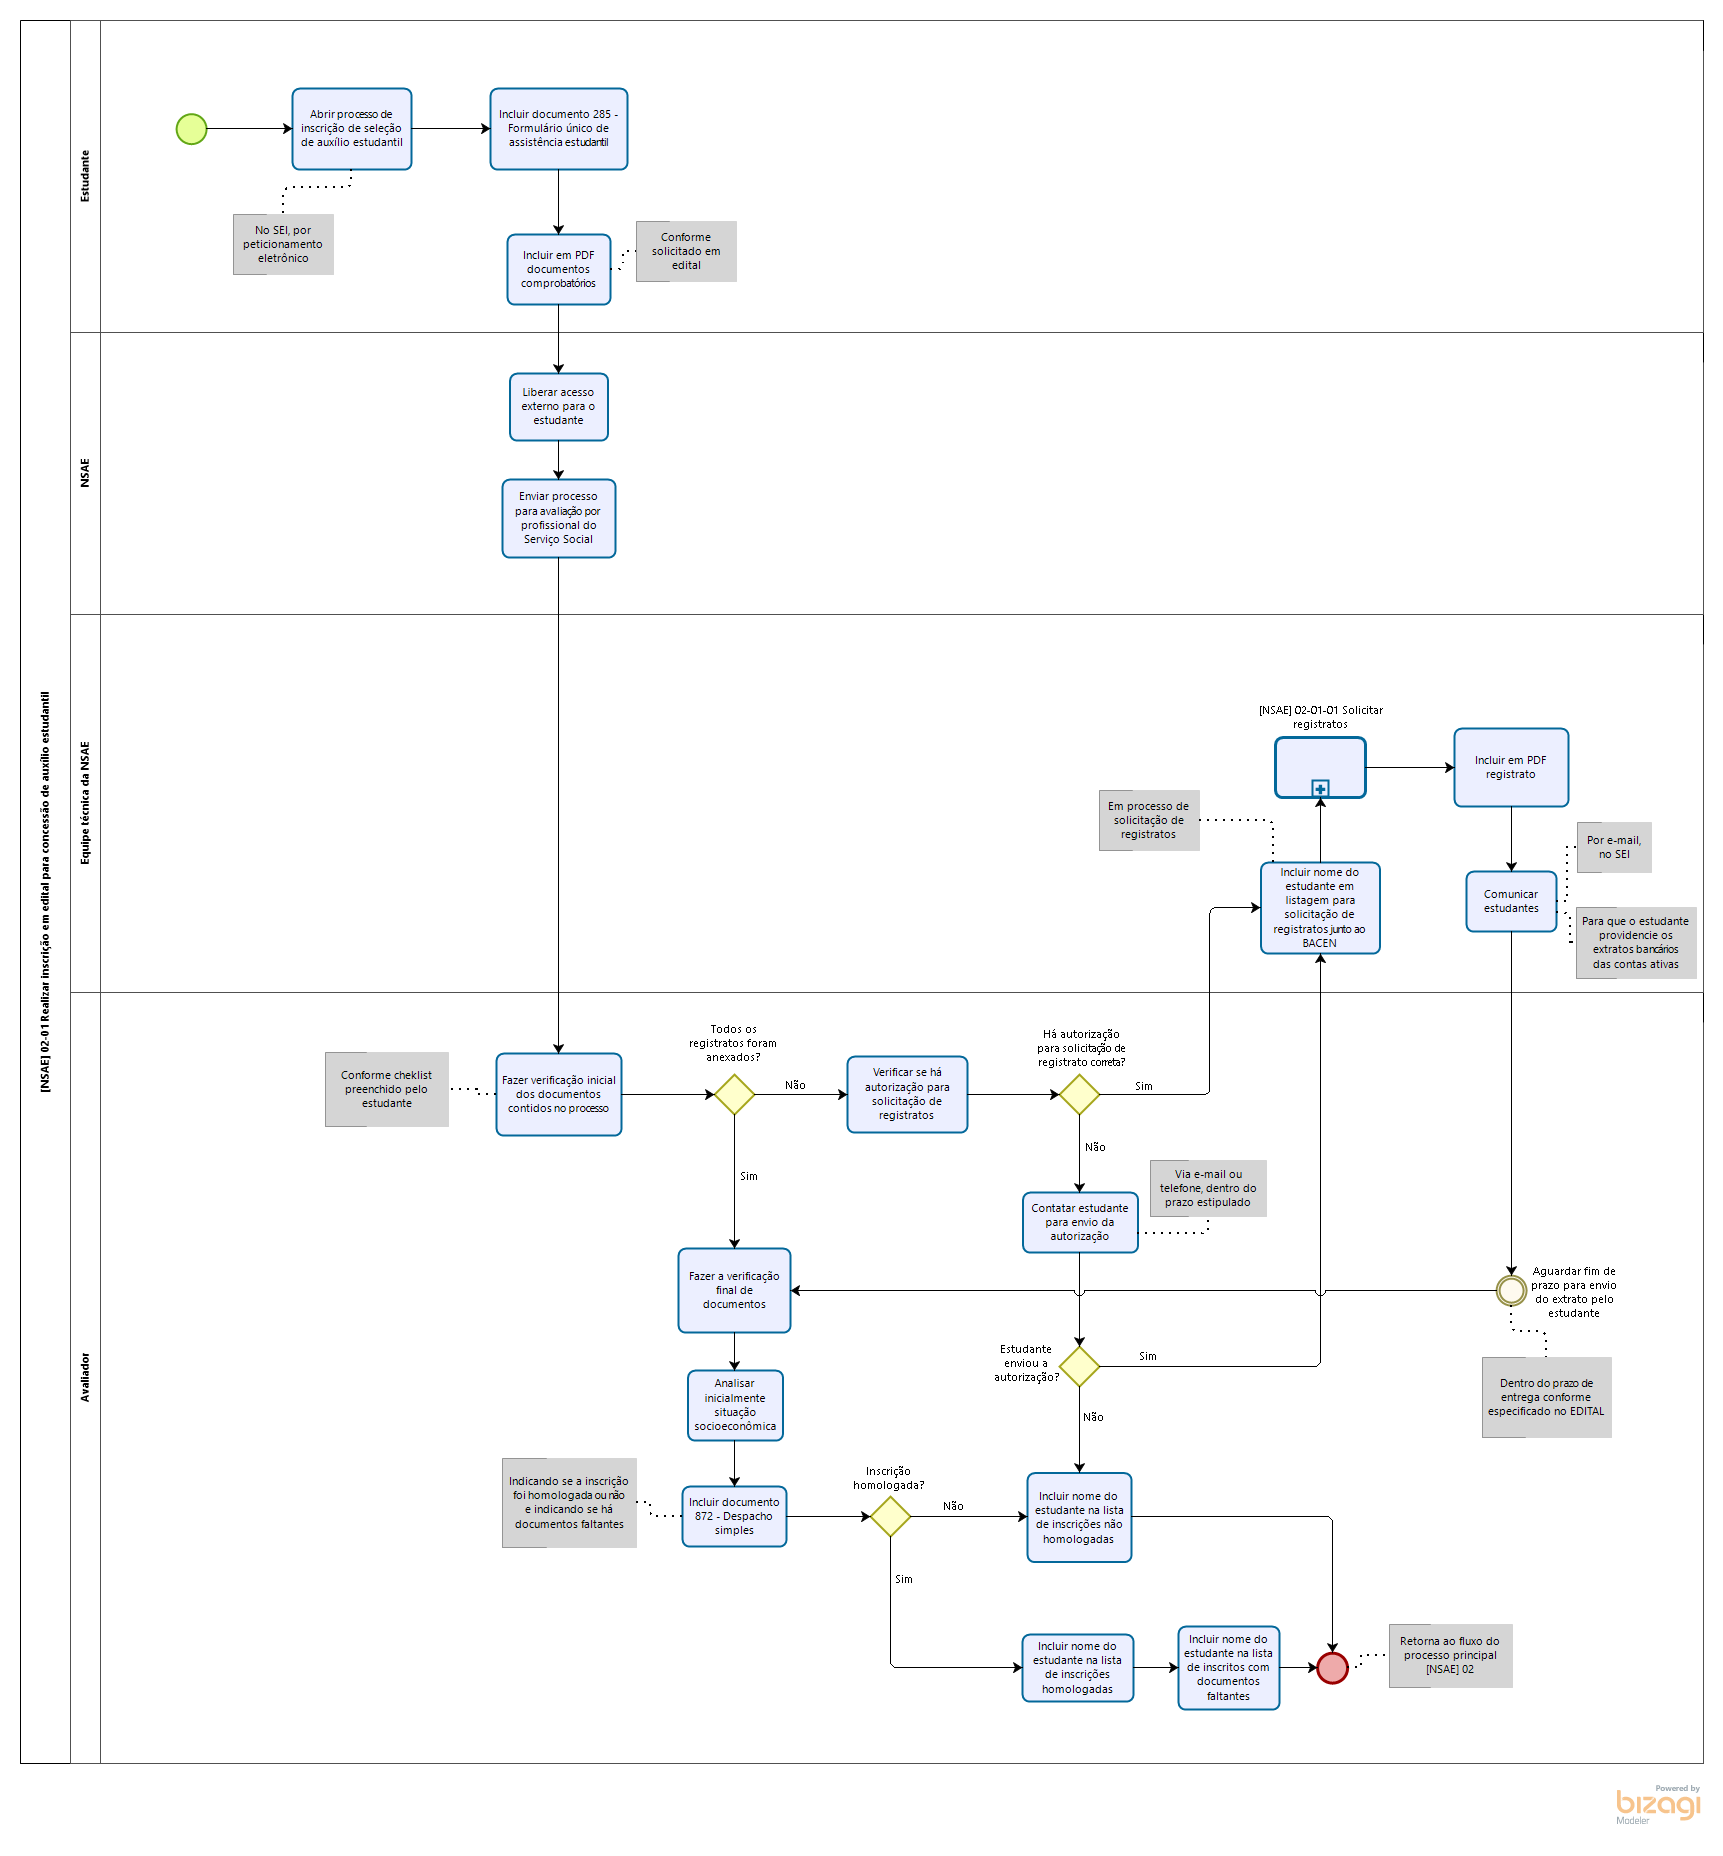 [NSAE] 02-01 Realizar inscrição em edital para concessão de auxílio estudantil
Estudante
Abrir processo de
inscrição de seleção
de auxílio estudantil
Incluir documento 285 -
Formulário único de
assistência estudantil
No SEI, por
peticionamento
eletrônico
Incluir em PDF
documentos
comprobatórios
Conforme
solicitado em
edital
NSAE
Liberar acesso
externo para o
estudante
Enviar processo
para avaliação por
profissional do
Serviço Social
Equipe técnica da NSAE
[NSAE] 02-01-01 Solicitar
registratos
Incluir em PDF
registrato
Em processo de
solicitação de
registratos
Incluir nome do
estudante em
listagem para
solicitação de
registratos junto ao
BACEN
Por e-mail,
no SEI
Comunicar
estudantes
Para que o estudante
providencie os
extratos bancários
das contas ativas
Avaliador
Conforme cheklist
preenchido pelo
estudante
Fazer verificação inicial
dos documentos
contidos no processo
Todos os
registratos foram
anexados?
Não
Sim
Verificar se há
autorização para
solicitação de
registratos
Há autorização
para solicitação de
registrato correta?
Sim
Não
Via e-mail ou
telefone, dentro do
prazo estipulado
Contatar estudante
para envio da
autorização
Fazer a verificação
final de
documentos
Aguardar fim de
prazo para envio
do extrato pelo
estudante
Dentro do prazo de
entrega conforme
especificado no EDITAL
Estudante
enviou a
autorização?
Sim
Não
Analisar
inicialmente
situação
socioeconômica
Indicando se a inscrição
foi homologada ou não
e indicando se há
documentos faltantes
Incluir documento
872 - Despacho
simples
Inscrição
homologada?
Não
Sim
Incluir nome do
estudante na lista
de inscrições não
homologadas
Incluir nome do
estudante na lista
de inscrições
homologadas
Incluir nome do
estudante na lista
de inscritos com
documentos
faltantes
Retorna ao fluxo do
processo principal
[NSAE] 02
Powered by
bizagi
Modeler